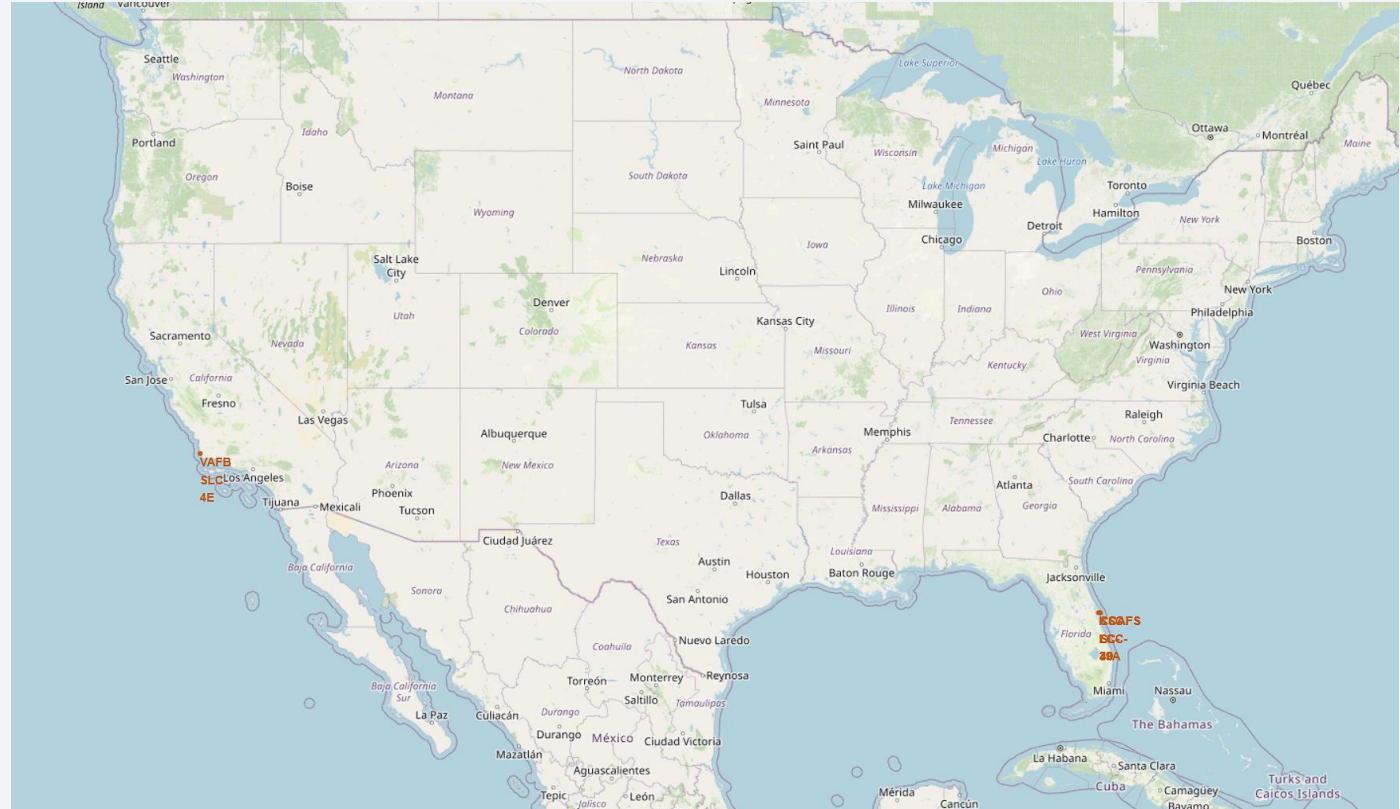 Island
Vancouver
Seattle
Washington
North Dakota
Lake Superior
Montana
Minnesota
Québec
Idaho
Ottawa
Montréal
Portland
Saint Paul
Wisconsin
Michigan
Maine
Lake Huron
Oregon
Boise
South Dakota
Lake Michigan
Toronto
Milwaukee
Hamilton
Wyoming
New York
Detroit
Iowa
Chicago
Boston
Salt Lake
City
Nebraska
Lincoln
Pennsylvania
Denver
Ohio
New York
Utah
Illinois
Indiana
Philadelphia
Kansas City
Colorado
Sacramento
West Virginia
Nevada
Kansas
Missouri
Washington
Virginia
Kentucky
San Jose
California
Virginia Beach
Fresno
Tulsa
Las Vegas
Raleigh
Tennessee
Albuquerque
Oklahoma
Memphis
Charlotte
North Carolina
Arkansas
VAFB
SLC-
4E
Arizona
New Mexico
Los Angeles
South Carolina
Atlanta
Phoenix
Dallas
Tijuana
Mexicali
Tucson
Mississippi
Alabama
Georgia
Ciudad Juárez
Texas
Louisiana
Austin
Baja California
Houston
Baton Rouge
Jacksonville
Sonora
San Antonio
Chihuahua
Florida
Nuevo Laredo
Coahuila
Reynosa
Torreón
Monterrey
Baja California
Sur
Saltillo
Tamaulipas
Miami
Nassau
La Paz
Culiacán
Durango
The Bahamas
Durango
México
Ciudad Victoria
Mazatlán
La Habana
Santa Clara
Aguascalientes
Turks and
Caicos Islands
Cuba
Camagüey
Tepic
León
Mérida
Jalisco
Cancún
Bayamo